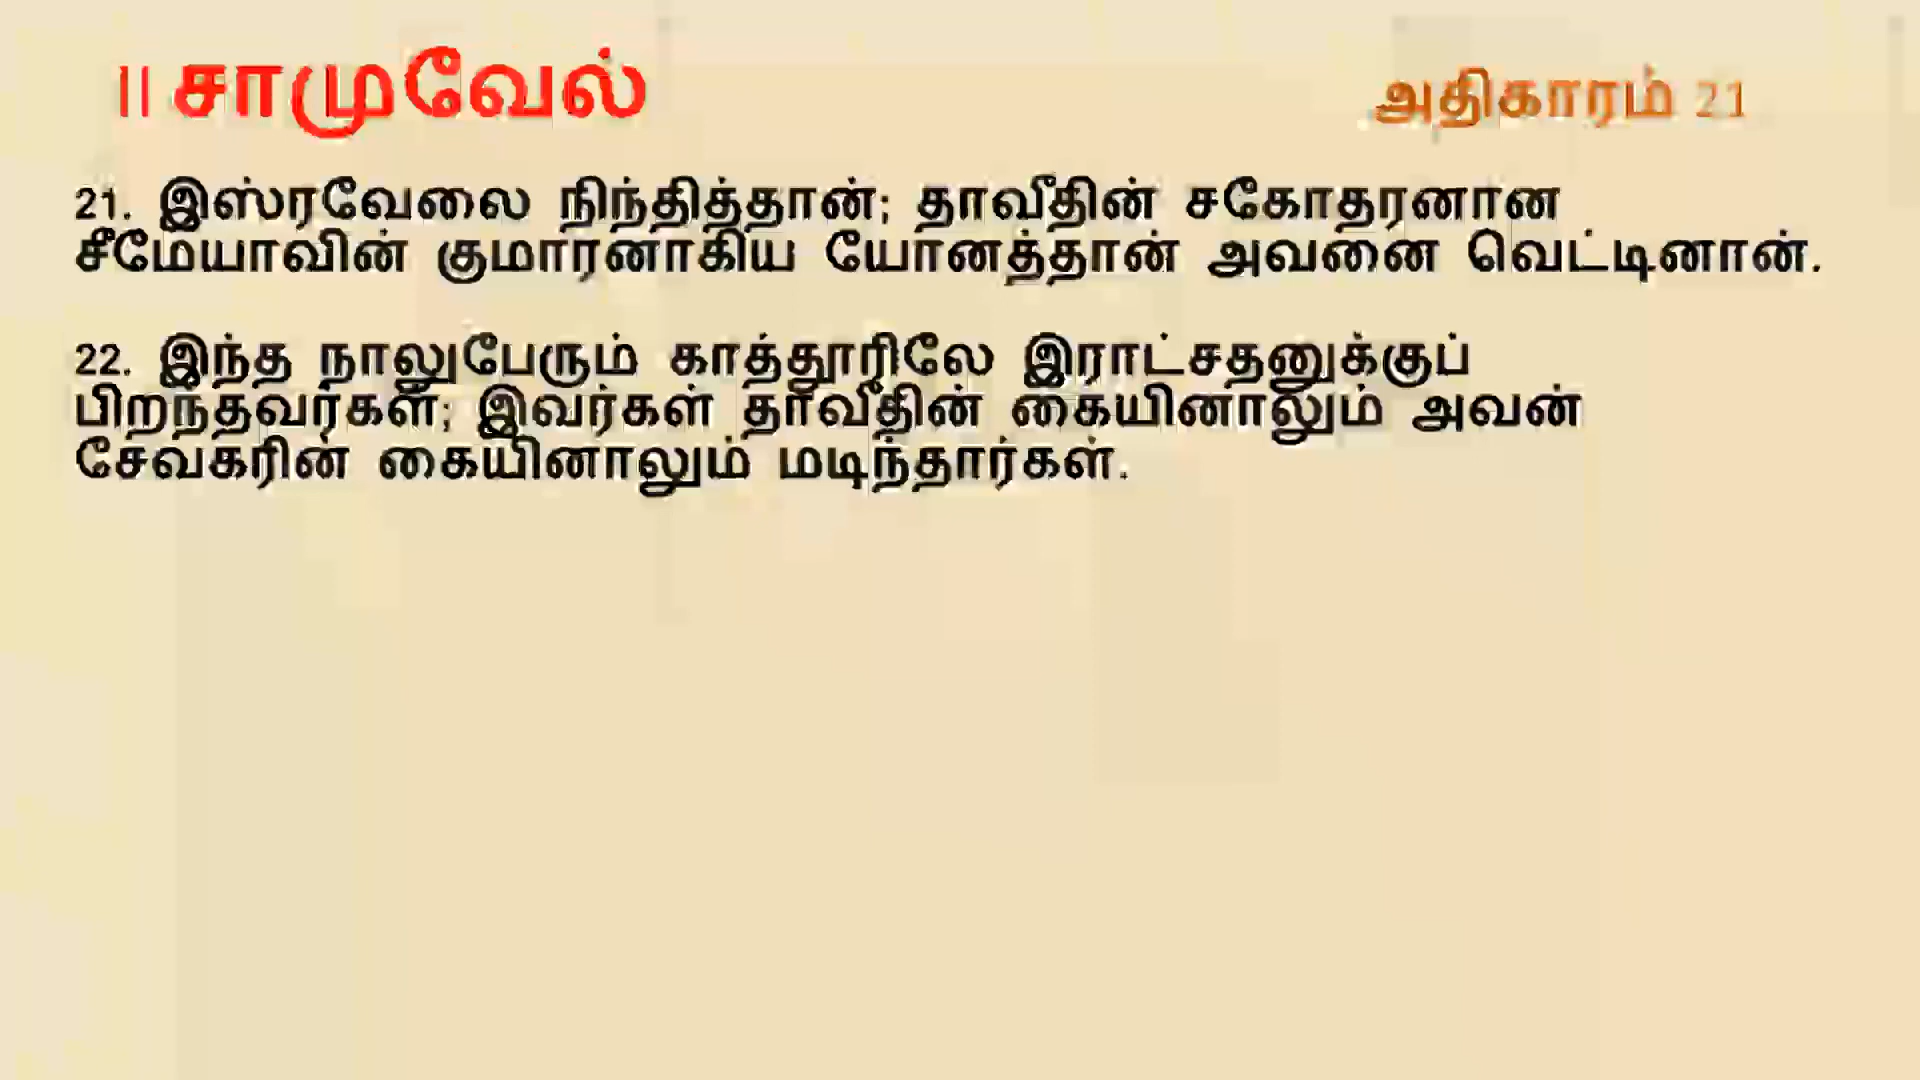 II சாமுவேல்
அதிகாரம் 21
21. இஸ்ரவேலை நிந்தித்தான்; தாவீதின் சகோதரனான
சீமேயாவின் குமாரனாகிய யோனத்தான் அவனை வெட்டினான்.
22. இந்த நாலுபேரும் காத்தூரிலே இராட்சதனுக்குப்
பிறந்தவர்கள்; இவர்கள் தாவீதின் கையினாலும் அவன்
சேவகரின் கையினாலும் மடிந்தார்கள்.